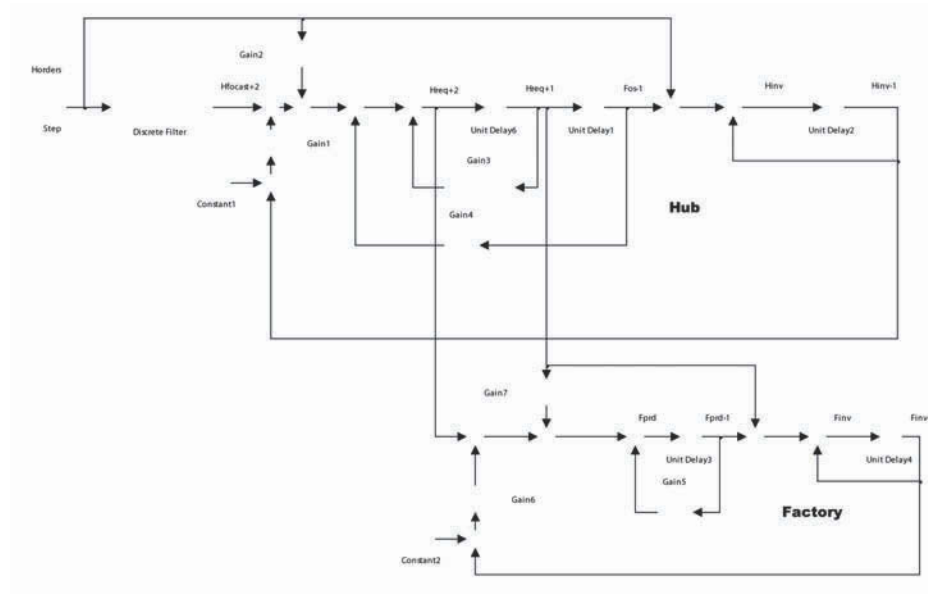 Gain2
Horders
Hfocast+2
Hreq+2
Hreq+1
Fos-1
Hinv
Hinv-1
Step
Discrete Filter
Gain1
Unit Delay6
Unit Delay1
Unit Delay2
Gain3
Constant1
Gain4
Hub
Gain7
Fprd
Fprd-1
Finv
Finv
Unit Delay3
Unit Delay4
Gain5
Gain6
Factory
Constant2